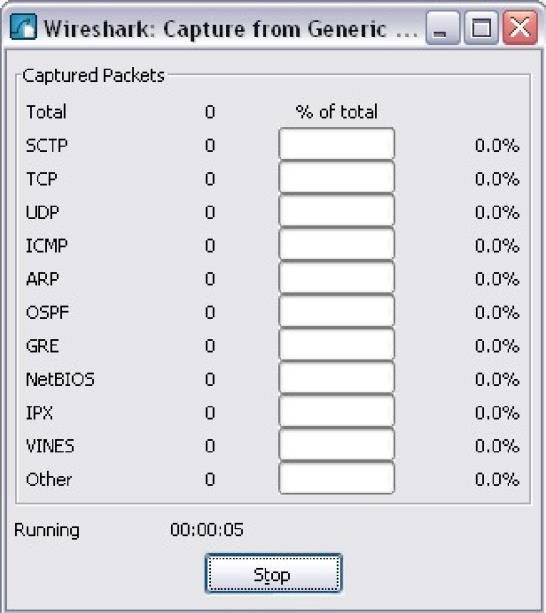 Wireshark: Capture from Generic ...
Captured Packets
Total 0 % of total
SCTP 0 0.0%
TCP 0 0.0%
UDP 0 0.0%
ICMP 0 0.0%
ARP 0 0.0%
OSPF 0 0.0%
GRE 0 0.0%
NetBIOS 0 0.0%
IPX 0 0.0%
VINES 0 0.0%
Other 0 0.0%
Running 00:00:05
Stop